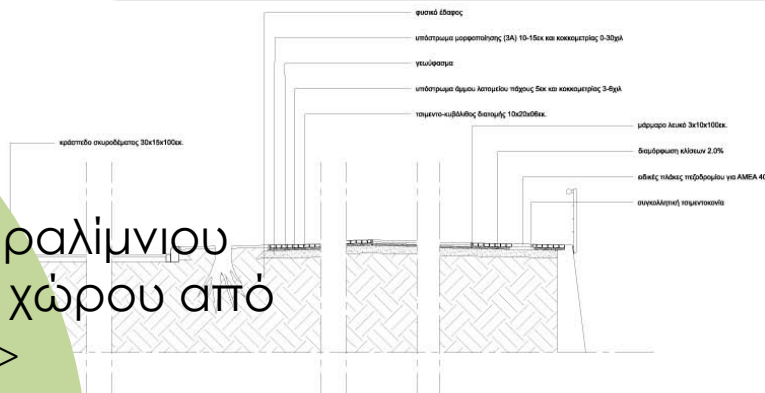 φυσικό έδαφος
υπόστρωμα μορφοποίησης (3Α) 10-15εκ και κοκκομετρίας 0-30χιλ
γεωύφασμα
υπόστρωμα άμμου λατομείου πάχους 5εκ και κοκκομετρίας 3-6χιλ
τσιμεντο-κυβόλιθος διατομής 10x20x06εκ.
μάρμαρο λευκό 3x10x100εκ.
κράσπεδο σκυροδέματος 30x15x100εκ.
διαμόρφωση κλίσεων 2.0%
ειδικές πλάκες πεζοδρομίου για ΑΜΕΑ 40
συγκολλητική τσιμεντοκονία
ραλίμνιου
χώρου από
>